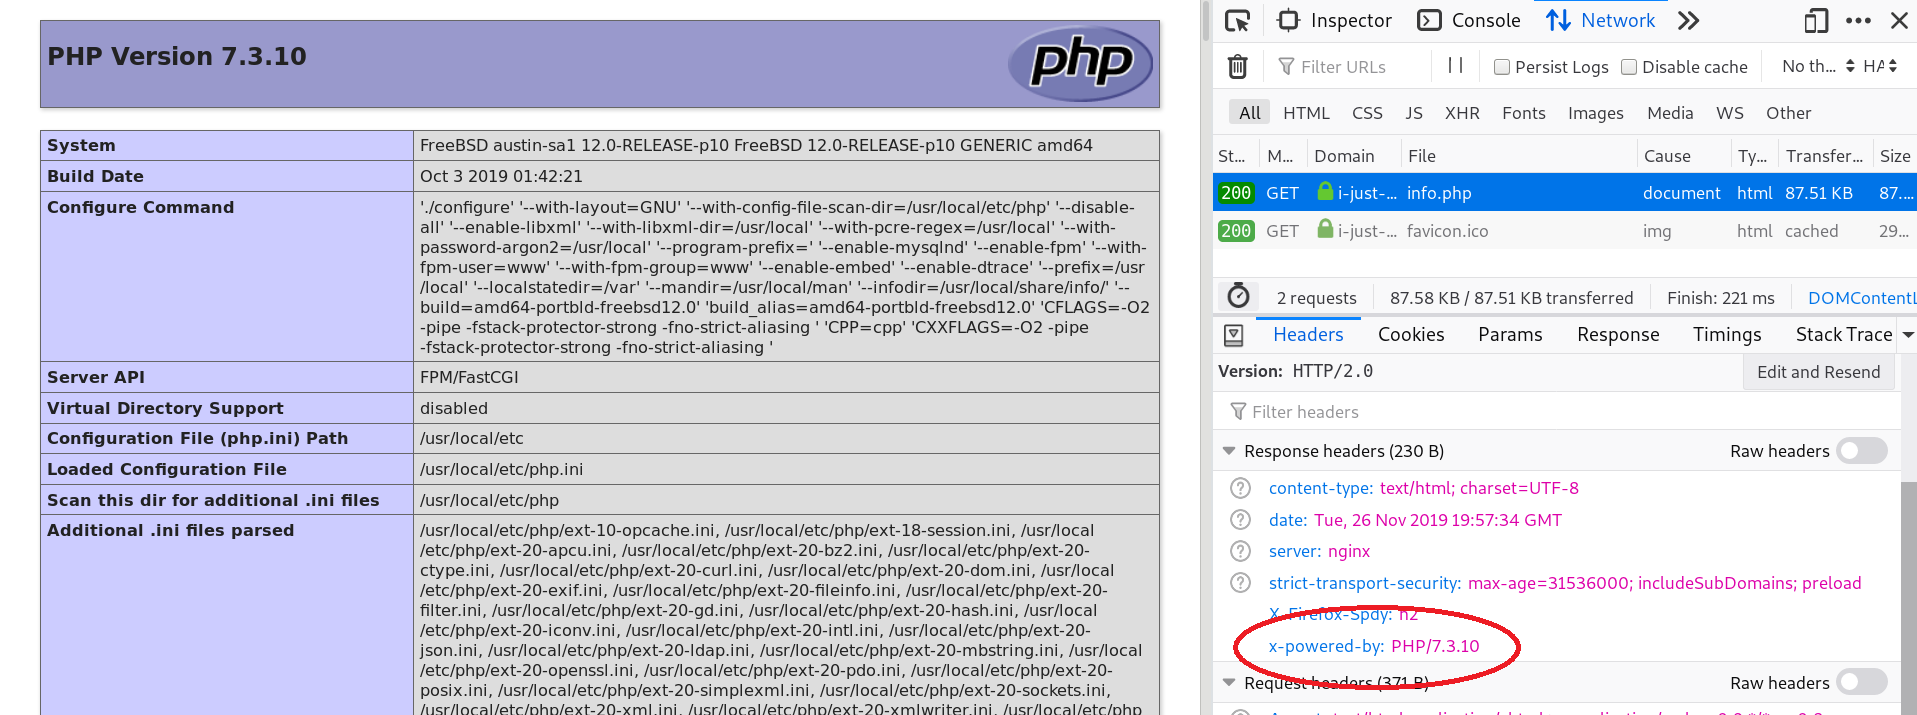 PHP Version 7.3.10
php
System FreeBSD austin-sa1 12.0-RELEASE-p10 FreeBSD 12.0-RELEASE-p10 GENERIC amd64
Build Date Oct 3 2019 01:42:21
Configure Command './configure' '--with-layout=GNU' '--with-config-file-scan-dir=/usr/local/etc/php' '--disable-
all' '--enable-libxml' '--with-libxml-dir=/usr/local' '--with-pcre-regex=/usr/local' '--with-
password-argon2=/usr/local' '--program-prefix=' '--enable-mysqlnd' '--enable-fpm' '--with-
fpm-user=www' '--with-fpm-group=www' '--enable-embed' '--enable-dtrace' '--prefix=/usr
/local' '--localstatedir=/var' '--mandir=/usr/local/man' '--infodir=/usr/local/share/info/' '--
build=amd64-portbld-freebsd12.0' 'build_alias=amd64-portbld-freebsd12.0' 'CFLAGS=-O2
-pipe -fstack-protector-strong -fno-strict-aliasing ' 'CPP=cpp' 'CXXFLAGS=-O2 -pipe
-fstack-protector-strong -fno-strict-aliasing '
Server API FPM/FastCGI
Virtual Directory Support disabled
Configuration File (php.ini) Path /usr/local/etc
Loaded Configuration File /usr/local/etc/php.ini
Scan this dir for additional .ini files /usr/local/etc/php
Additional .ini files parsed /usr/local/etc/php/ext-10-opcache.ini, /usr/local/etc/php/ext-18-session.ini, /usr/local
/etc/php/ext-20-apcu.ini, /usr/local/etc/php/ext-20-bz2.ini, /usr/local/etc/php/ext-20-
ctype.ini, /usr/local/etc/php/ext-20-curl.ini, /usr/local/etc/php/ext-20-dom.ini, /usr/local
/etc/php/ext-20-exif.ini, /usr/local/etc/php/ext-20-fileinfo.ini, /usr/local/etc/php/ext-20-
filter.ini, /usr/local/etc/php/ext-20-gd.ini, /usr/local/etc/php/ext-20-hash.ini, /usr/local
/etc/php/ext-20-iconv.ini, /usr/local/etc/php/ext-20-intl.ini, /usr/local/etc/php/ext-20-
json.ini, /usr/local/etc/php/ext-20-ldap.ini, /usr/local/etc/php/ext-20-mbstring.ini, /usr/local
/etc/php/ext-20-openssl.ini, /usr/local/etc/php/ext-20-pdo.ini, /usr/local/etc/php/ext-20-
posix.ini, /usr/local/etc/php/ext-20-simplexml.ini, /usr/local/etc/php/ext-20-sockets.ini,
/usr/local/etc/php/ext-20-xml.ini, /usr/local/etc/php/ext-20-xmlwriter.ini, /usr/local/etc/php
Inspector Console Network
Filter URLs Persist Logs Disable cache No th... HA
All HTML CSS JS XHR Fonts Images Media WS Other
St... M... Domain File Cause Ty... Transfer... Size
200 GET i-just-... info.php document html 87.51 KB 87....
200 GET i-just-... favicon.ico img html cached 29...
2 requests 87.58 KB / 87.51 KB transferred Finish: 221 ms DOMContentL
Headers Cookies Params Response Timings Stack Trace
Version: HTTP/2.0 Edit and Resend
Filter headers
Response headers (230 B) Raw headers
content-type: text/html; charset=UTF-8
date: Tue, 26 Nov 2019 19:57:34 GMT
server: nginx
strict-transport-security: max-age=31536000; includeSubDomains; preload
X-Firefox-Spdy: h2
x-powered-by: PHP/7.3.10
Request headers (371 B) Raw headers